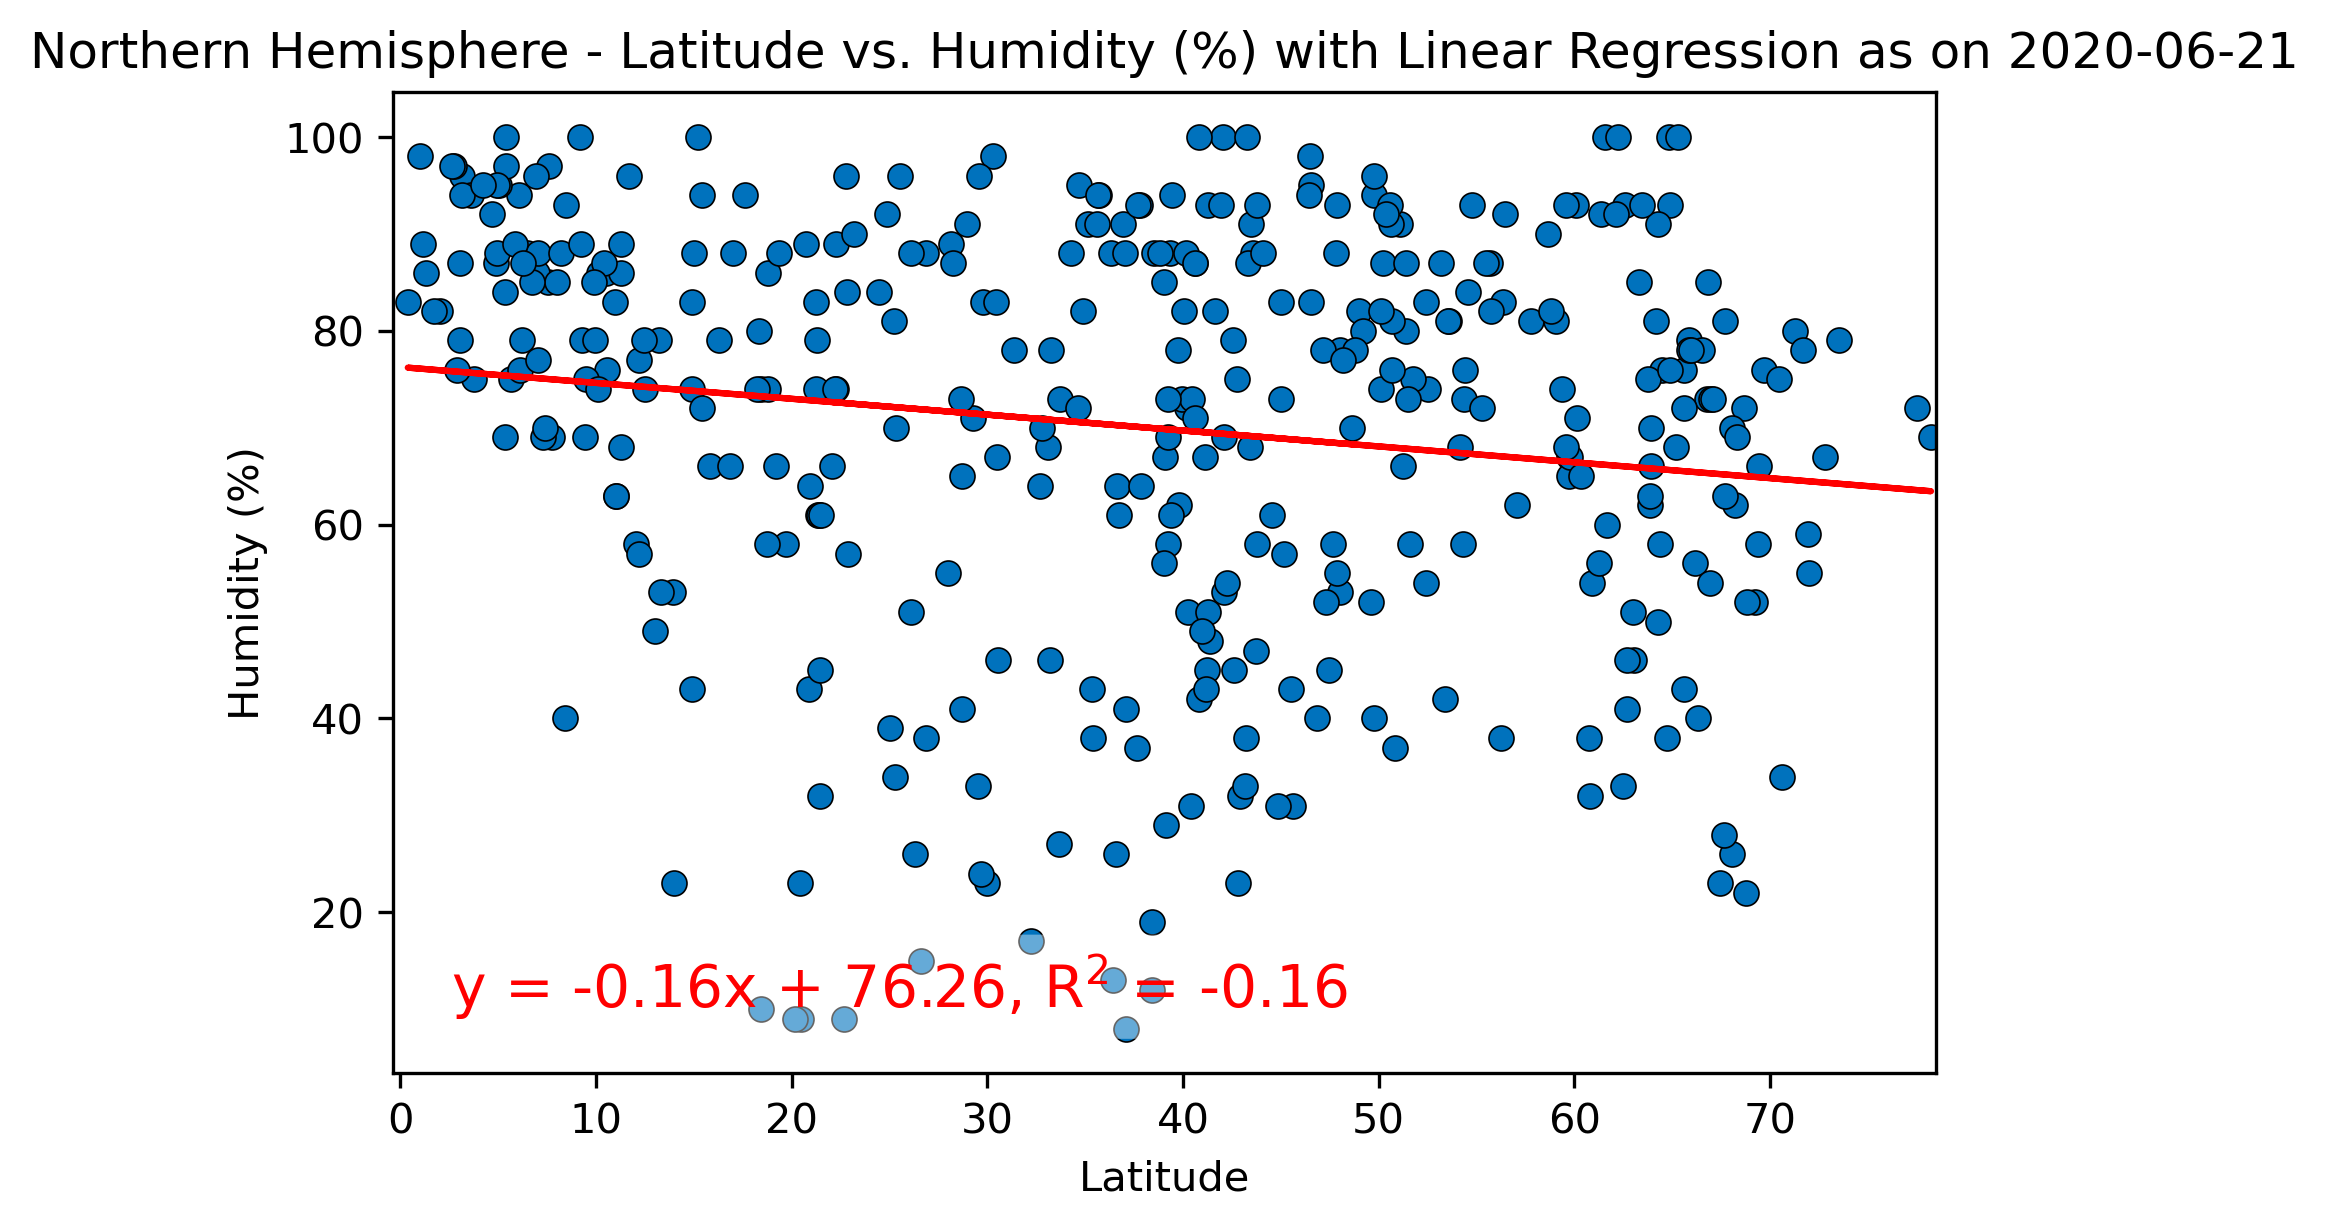 Northern Hemisphere - Latitude vs. Humidity (%) with Linear Regression as on 2020-06-21
Humidity (%)
100
80
60
40
20
y = -0.16x + 76.26, R² = -0.16
0 10 20 30 40 50 60 70
Latitude